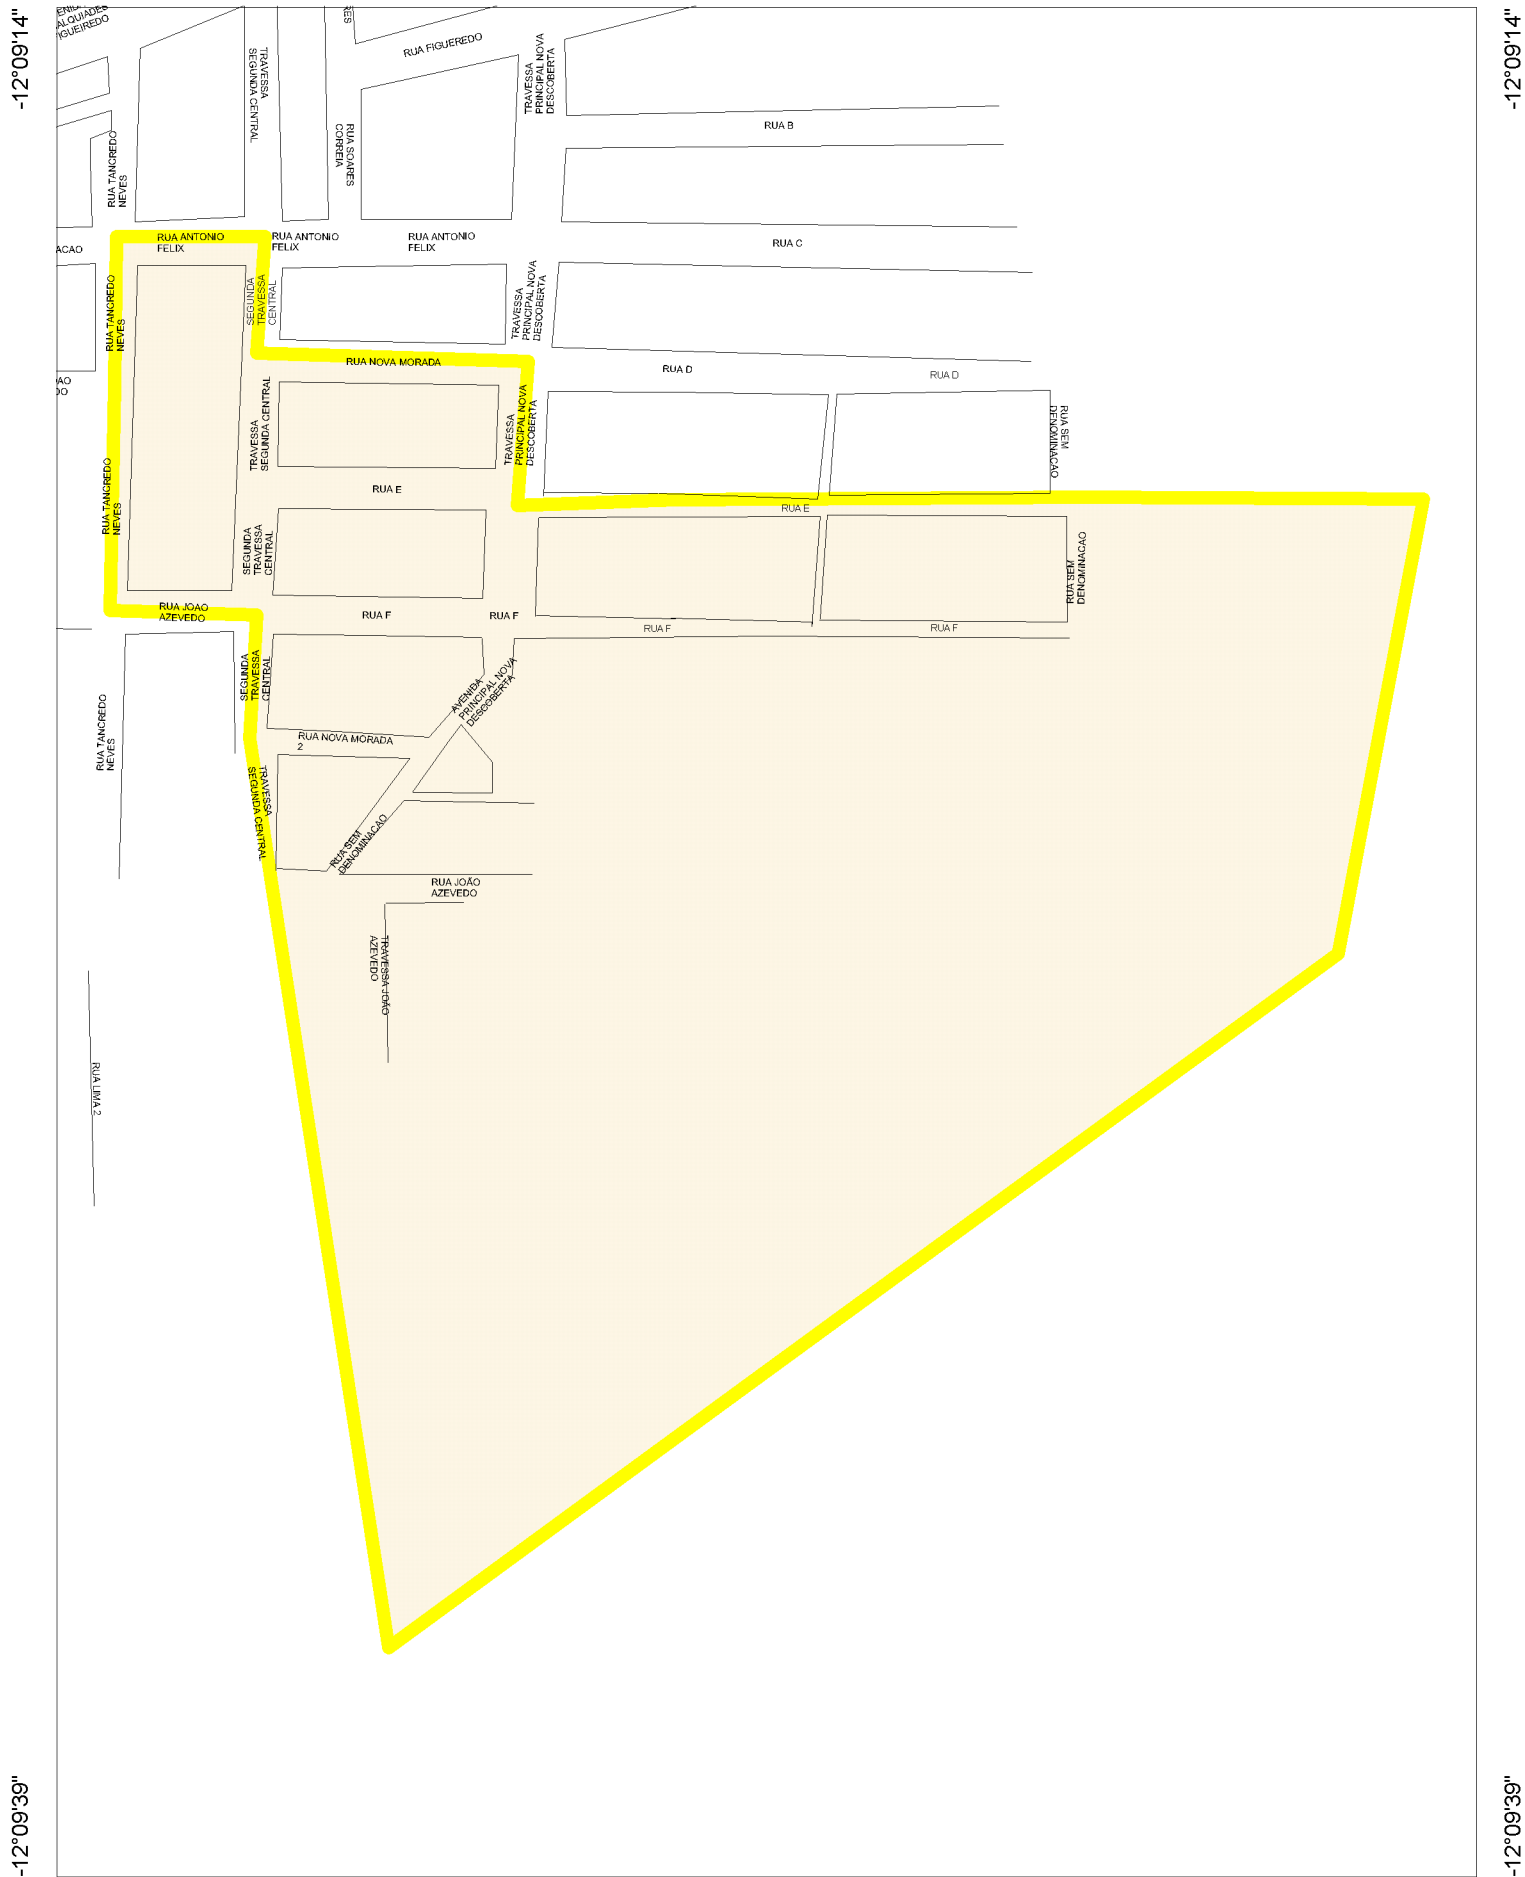 -12°09'14"
-12°09'14"
RUA FIGUEREDO
TRAVESSA
SEGUNDA CENTRAL
TRAVESSA
PRINCIPAL NOVA
DESCOBERTA
RUA B
RUA SOARES
CORREIA
RUA TANCREDO
NEVES
ACAO
RUA ANTONIO
FELIX
RUA ANTONIO
FELIX
RUA ANTONIO
FELIX
RUA C
RUA TANCREDO
NEVES
SEGUNDA
TRAVESSA
CENTRAL
TRAVESSA
PRINCIPAL NOVA
DESCOBERTA
RUA NOVA MORADA
RUA D
RUA D
TRAVESSA
SEGUNDA CENTRAL
TRAVESSA
PRINCIPAL NOVA
DESCOBERTA
RUA SEM
DENOMINACAO
RUA TANCREDO
NEVES
RUA E
RUA E
SEGUNDA
TRAVESSA
CENTRAL
RUA SEM
DENOMINACAO
RUA JOAO
AZEVEDO
RUA F
RUA F
RUA F
RUA F
SEGUNDA
TRAVESSA
CENTRAL
AVENIDA
PRINCIPAL NOVA
DESCOBERTA
RUA TANCREDO
NEVES
RUA NOVA MORADA
2
TRAVESSA
SEGUNDA CENTRAL
RUA SEM
DENOMINACAO
RUA JOÃO
AZEVEDO
TRAVESSA JOÃO
AZEVEDO
RUA LIMA 2
-12°09'39"
-12°09'39"